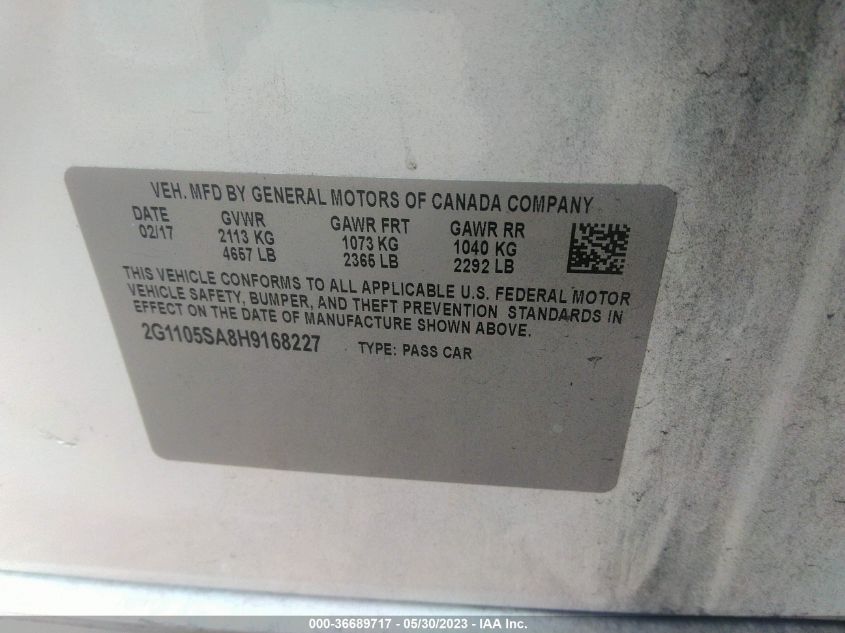 VEH. MFD BY GENERAL MOTORS OF CANADA COMPANY
DATE GVWR GAWR FRT GAWR RR
02/17 2113 KG 1073 KG 1040 KG
4657 LB 2365 LB 2292 LB
THIS VEHICLE CONFORMS TO ALL APPLICABLE U.S. FEDERAL MOTOR
VEHICLE SAFETY, BUMPER, AND THEFT PREVENTION STANDARDS IN
EFFECT ON THE DATE OF MANUFACTURE SHOWN ABOVE.
2G1105SA8H9168227 TYPE: PASS CAR
000-36689717 - 05/30/2023 - IAA Inc.